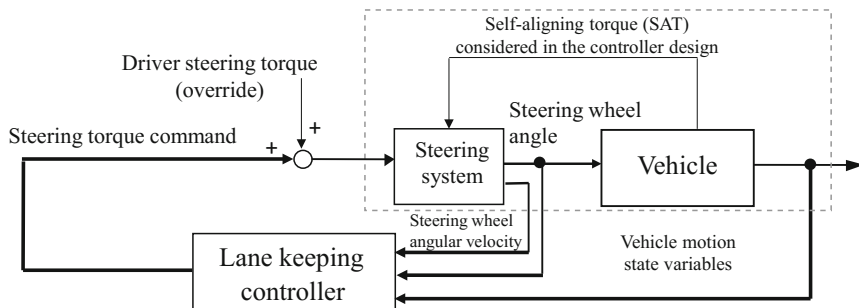 Self-aligning torque (SAT)
considered in the controller design
Driver steering torque
(override)
Steering torque command
+
+
Steering wheel
angle
Steering
system
Vehicle
Steering wheel
angular velocity
Vehicle motion
state variables
Lane keeping
controller